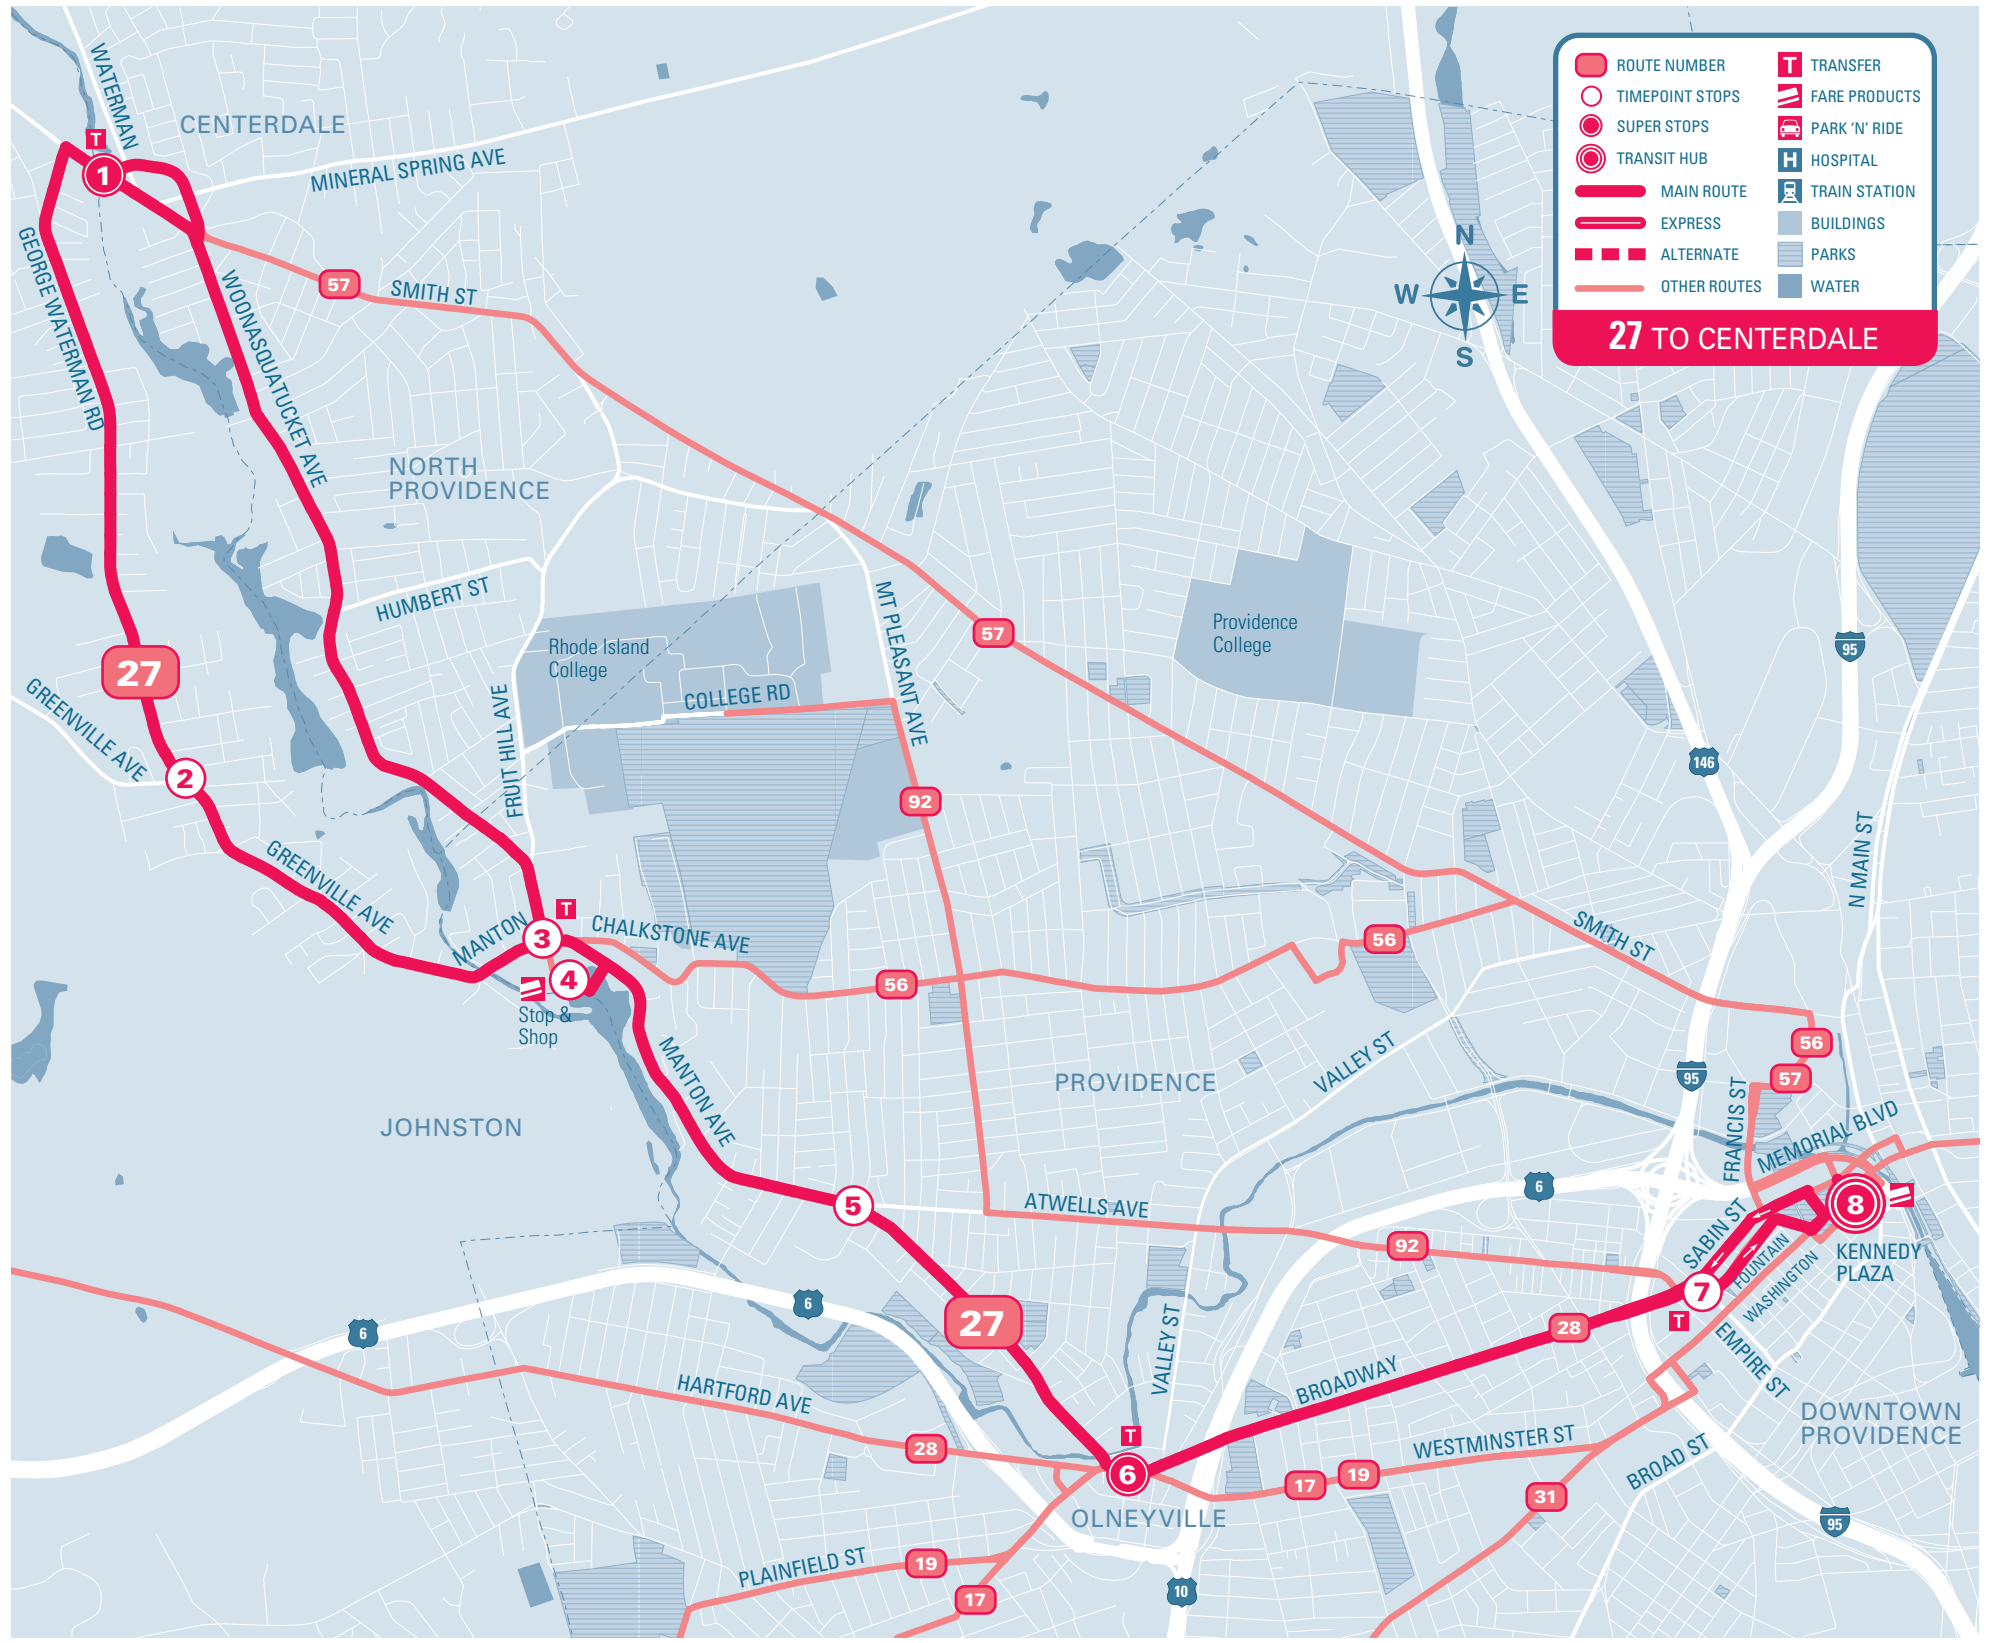 WATERMAN
CENTERDALE
T
1
MINERAL SPRING AVE
GEORGE WATERMAN RD
WOONASQUATUCKET AVE
57
SMITH ST
ROUTE NUMBER
TIMEPOINT STOPS
SUPER STOPS
TRANSIT HUB
MAIN ROUTE
EXPRESS
ALTERNATE
OTHER ROUTES
T TRANSFER
FARE PRODUCTS
PARK 'N' RIDE
H HOSPITAL
TRAIN STATION
BUILDINGS
PARKS
WATER
27 TO CENTERDALE
N
W
E
S
NORTH
PROVIDENCE
HUMBERT ST
Rhode Island
College
COLLEGE RD
MT PLEASANT AVE
57
Providence
College
95
27
GREENVILLE AVE
2
FRUIT HILL AVE
92
146
N MAIN ST
GREENVILLE AVE
MANTON
T
3
CHALKSTONE AVE
4
Stop &
Shop
56
56
SMITH ST
MANTON AVE
JOHNSTON
PROVIDENCE
VALLEY ST
95
56
57
FRANCIS ST
MEMORIAL BLVD
5
ATWELLS AVE
6
92
SABIN ST
8
KENNEDY
PLAZA
FOUNTAIN
WASHINGTON
7
T
EMPIRE ST
6
6
27
VALLEY ST
28
BROADWAY
HARTFORD AVE
28
T
6
OLNEYVILLE
WESTMINSTER ST
17
19
31
BROAD ST
DOWNTOWN
PROVIDENCE
95
PLAINFIELD ST
19
17
10